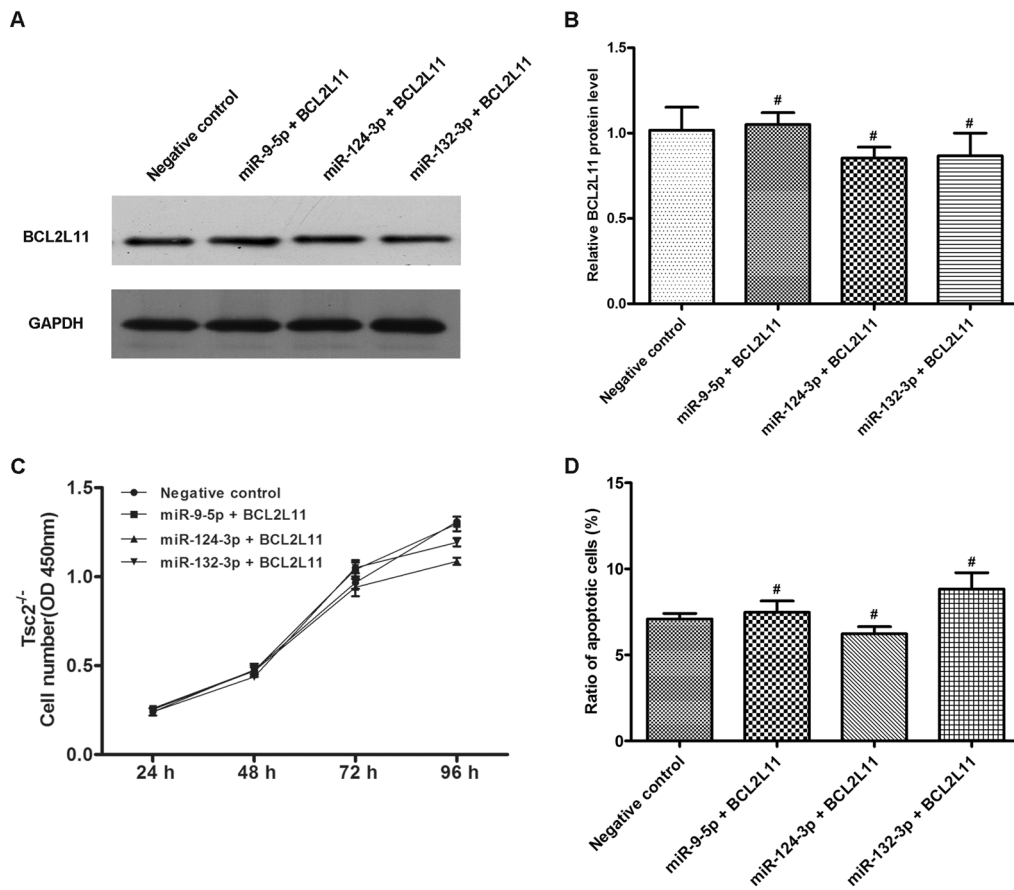 A
Negative control
miR-9-5p + BCL2L11
miR-124-3p + BCL2L11
miR-132-3p + BCL2L11
BCL2L11
GAPDH
B
Relative BCL2L11 protein level
1.5
1.0
0.5
0.0
#
#
#
Negative control
miR-9-5p + BCL2L11
miR-124-3p + BCL2L11
miR-132-3p + BCL2L11
C
Tsc2-/-
Cell number(OD 450nm)
1.5
1.0
0.5
0.0
Negative control
miR-9-5p + BCL2L11
miR-124-3p + BCL2L11
miR-132-3p + BCL2L11
24 h
48 h
72 h
96 h
D
Ratio of apoptotic cells (%)
15
10
5
0
#
#
#
Negative control
miR-9-5p + BCL2L11
miR-124-3p + BCL2L11
miR-132-3p + BCL2L11